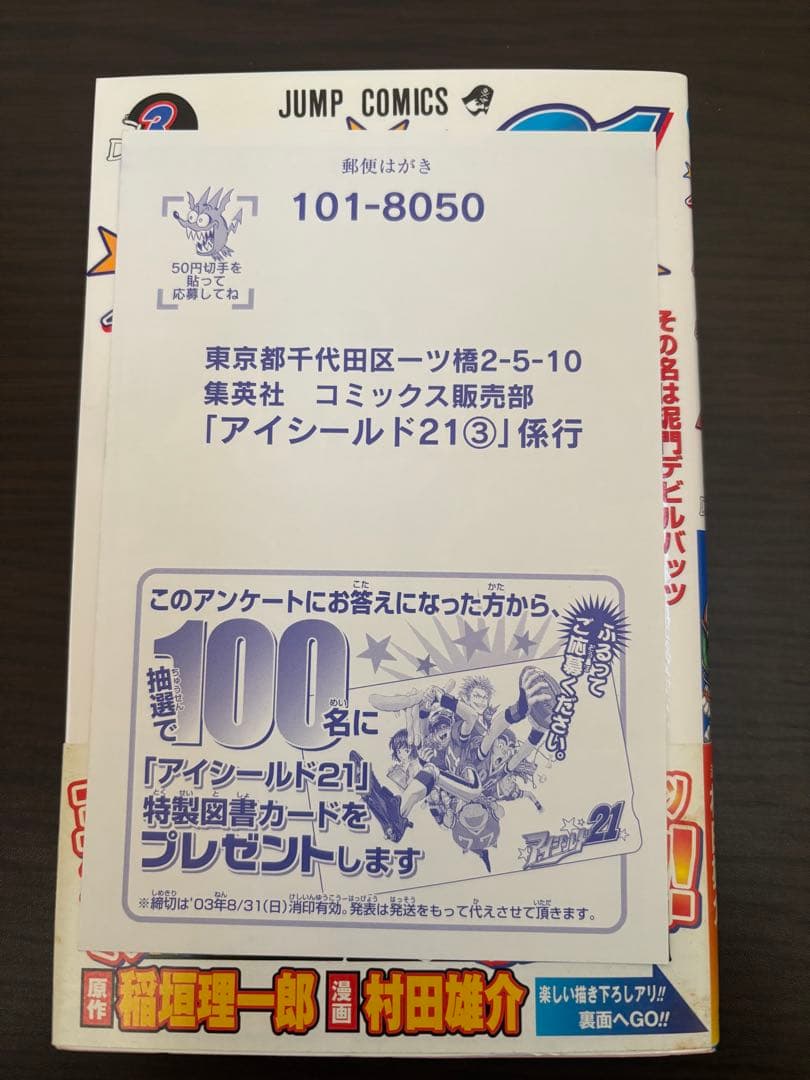 JUMP COMICS
3
21
郵便はがき
101-8050
50円切手を
貼って
応募してね
東京都千代田区一ツ橋2-5-10
集英社 コミックス販売部
「アイシールド21③」係行
その名は泥門デビルバッツ
このアンケートにお答えになった方から、
抽選で100名に
「アイシールド21」
特製図書カードを
プレゼントします
ふるって
ご応募ください。
アイシールド21
※締切は'03年8/31(日)消印有効。発表は発送をもって代えさせて頂きます。
原作 稲垣理一郎 漫画 村田雄介
楽しい描き下ろしアリ!!
裏面へGO!!